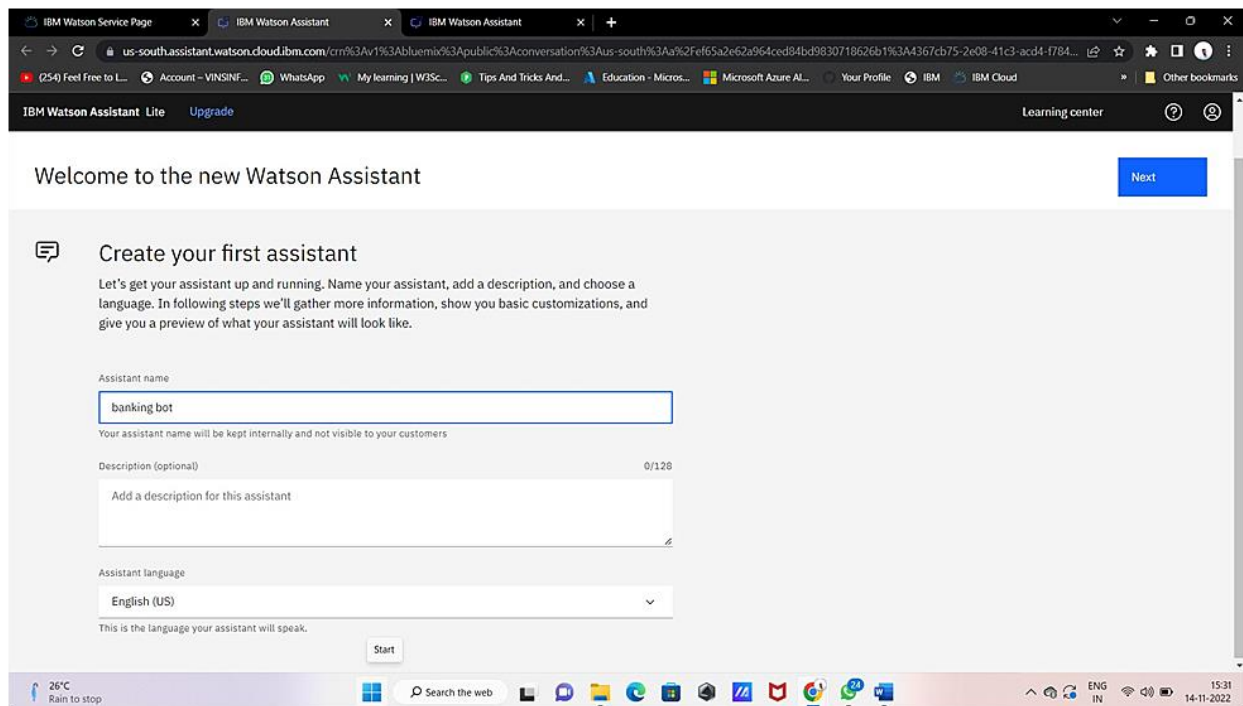 IBM Watson Service Page
IBM Watson Assistant
IBM Watson Assistant
us-south.assistant.watson.cloud.ibm.com/crn%3Av1%3Abluemix%3Apublic%3Aconversation%3Aus-south%3Aa%2Fef65a2e62a964ced84bd9830718626b1%3A4367cb75-2e08-41c3-acd4-f784...
(254) Feel Free to L... Account – VINSINF... WhatsApp My learning | W3Sc... Tips And Tricks And... Education - Micros... Microsoft Azure Al... Your Profile IBM IBM Cloud » Other bookmarks
IBM Watson Assistant Lite Upgrade Learning center
Welcome to the new Watson Assistant
Next
Create your first assistant
Let's get your assistant up and running. Name your assistant, add a description, and choose a
language. In following steps we'll gather more information, show you basic customizations, and
give you a preview of what your assistant will look like.
Assistant name
banking bot
Your assistant name will be kept internally and not visible to your customers
Description (optional) 0/128
Add a description for this assistant
Assistant language
English (US)
This is the language your assistant will speak.
Start
26°C
Rain to stop
Search the web
24
ENG
IN
15:31
14-11-2022